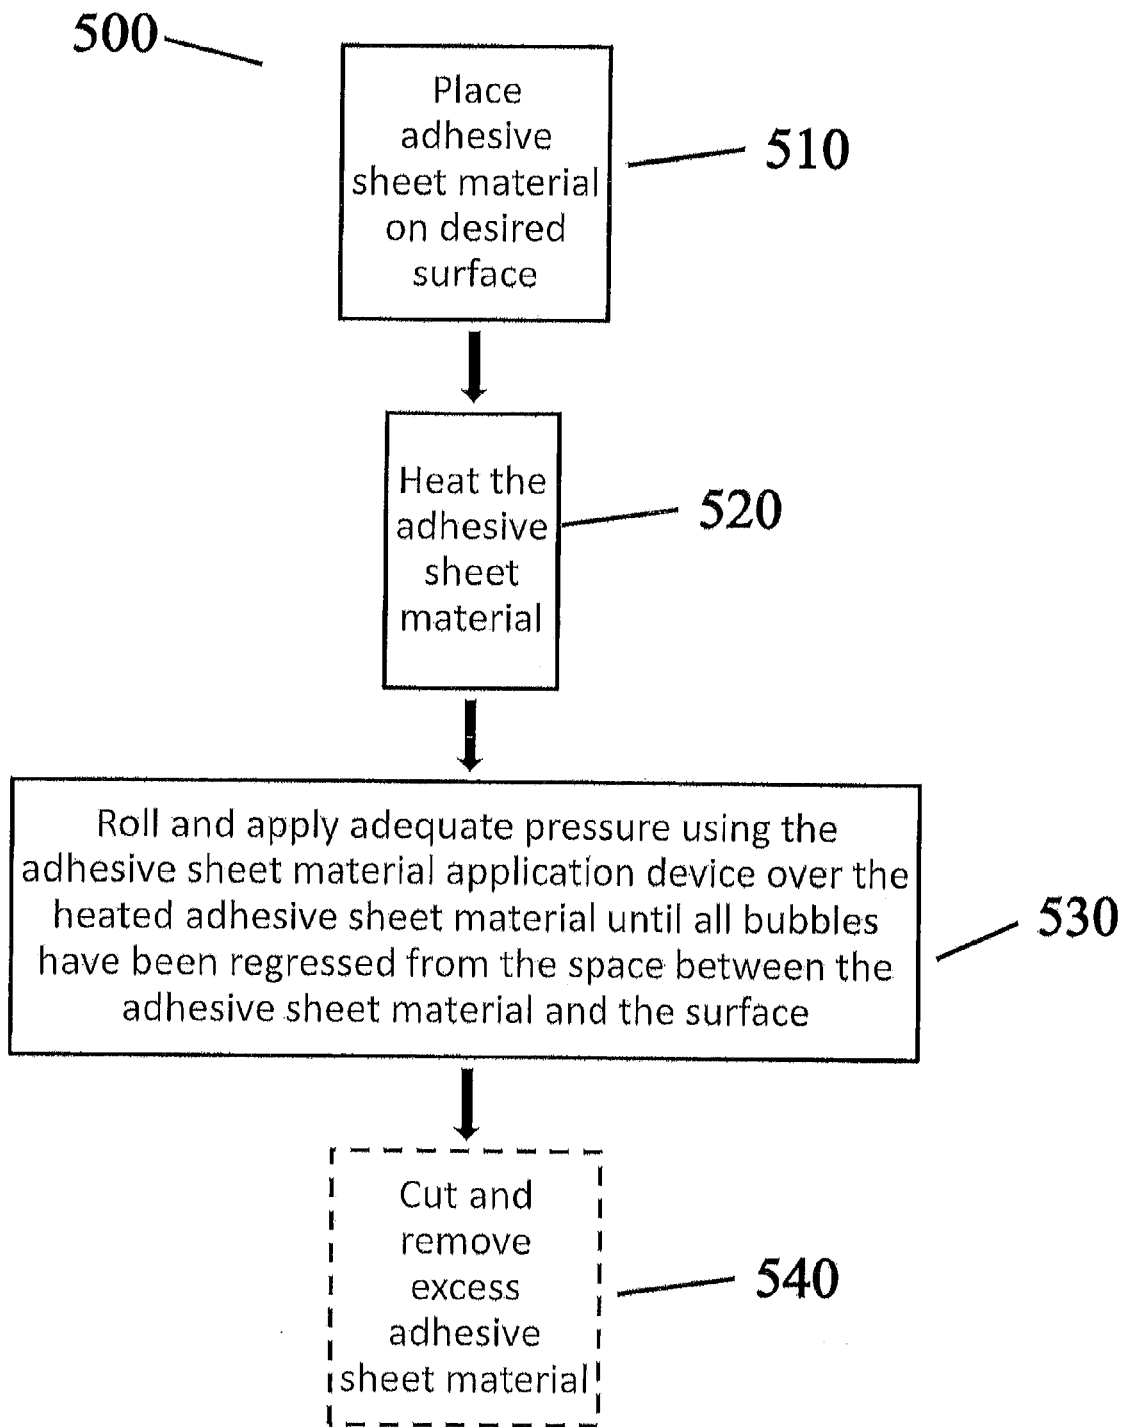 500
Place
adhesive
sheet material
on desired
surface
510
Heat the
adhesive
sheet
material
520
Roll and apply adequate pressure using the
adhesive sheet material application device over the
heated adhesive sheet material until all bubbles
have been regressed from the space between the
adhesive sheet material and the surface
530
Cut and
remove
excess
adhesive
sheet material
540